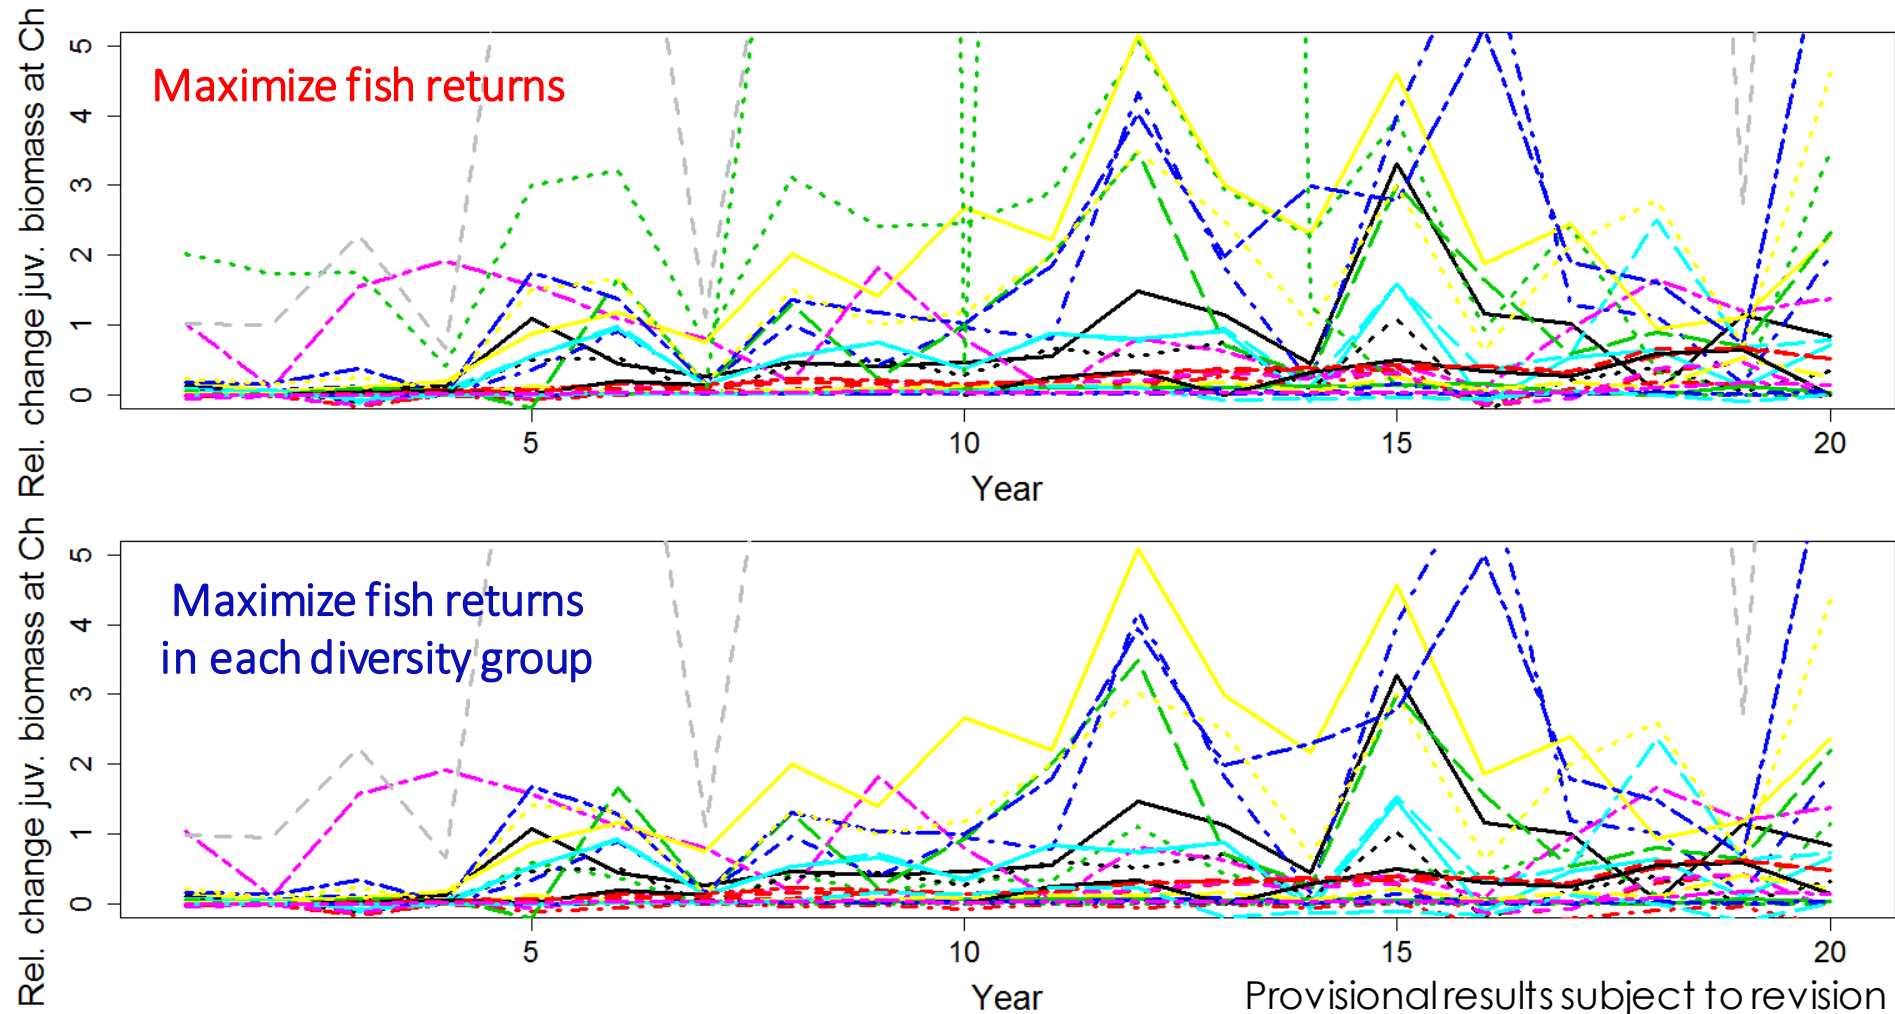 Rel. change juv. biomass at Ch
5
4
3
2
1
0
Maximize fish returns
5
10
15
20
Year
Rel. change juv. biomass at Ch
5
4
3
2
1
0
Maximize fish returns
in each diversity group
5
10
15
20
Year
Provisional results subject to revision